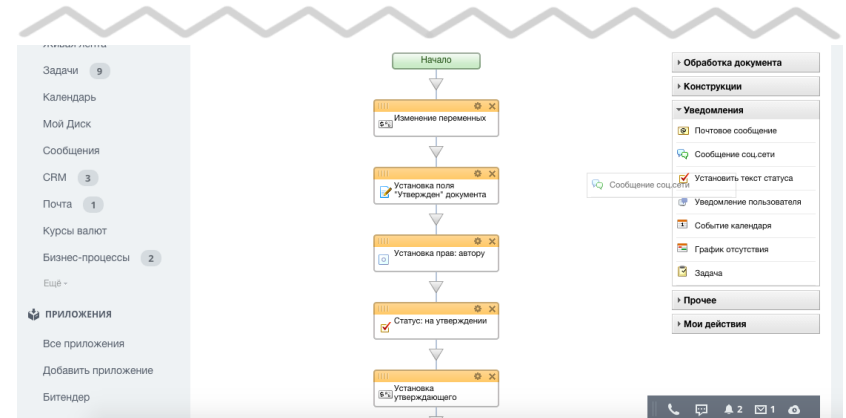 Живая лента
Задачи 9
Календарь
Мой Диск
Сообщения
CRM 3
Почта 1
Курсы валют
Бизнес-процессы 2
Ещё
ПРИЛОЖЕНИЯ
Все приложения
Добавить приложение
Битендер
Начало
Изменение переменных
Установка поля
"Утвержден" документа
Установка прав: автору
Статус: на утверждении
Установка
утверждающего
Сообщение соц.сети
Обработка документа
Конструкции
Уведомления
Почтовое сообщение
Сообщение соц.сети
Установить текст статуса
Уведомление пользователя
Событие календаря
График отсутствия
Задача
Прочее
Мои действия
2 1